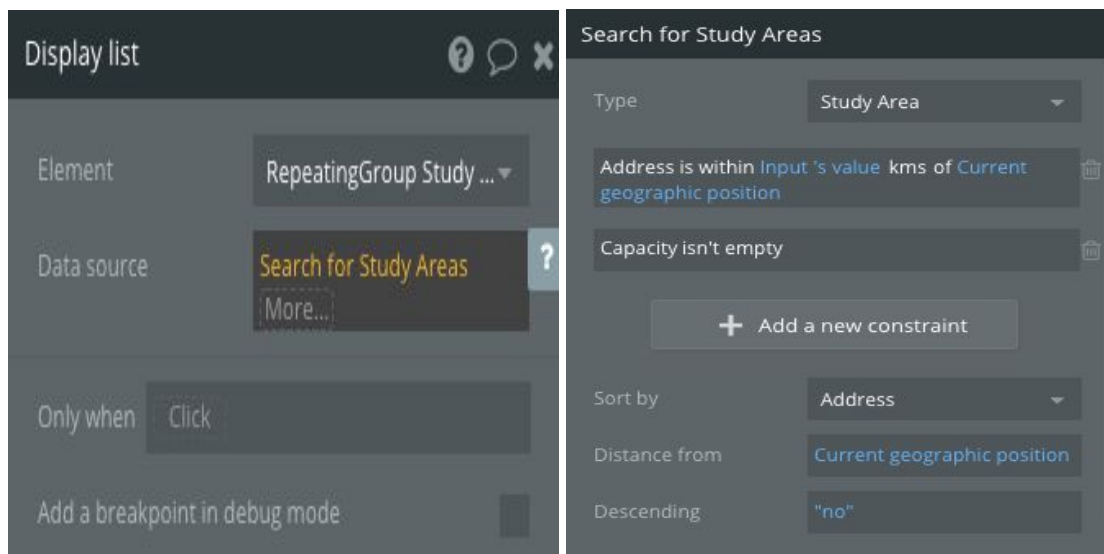 Display list
Element RepeatingGroup Study ...
Data source Search for Study Areas
More...
?
Only when Click
Add a breakpoint in debug mode
Search for Study Areas
Type Study Area
Address is within Input 's value kms of Current
geographic position
Capacity isn't empty
+ Add a new constraint
Sort by Address
Distance from Current geographic position
Descending "no"